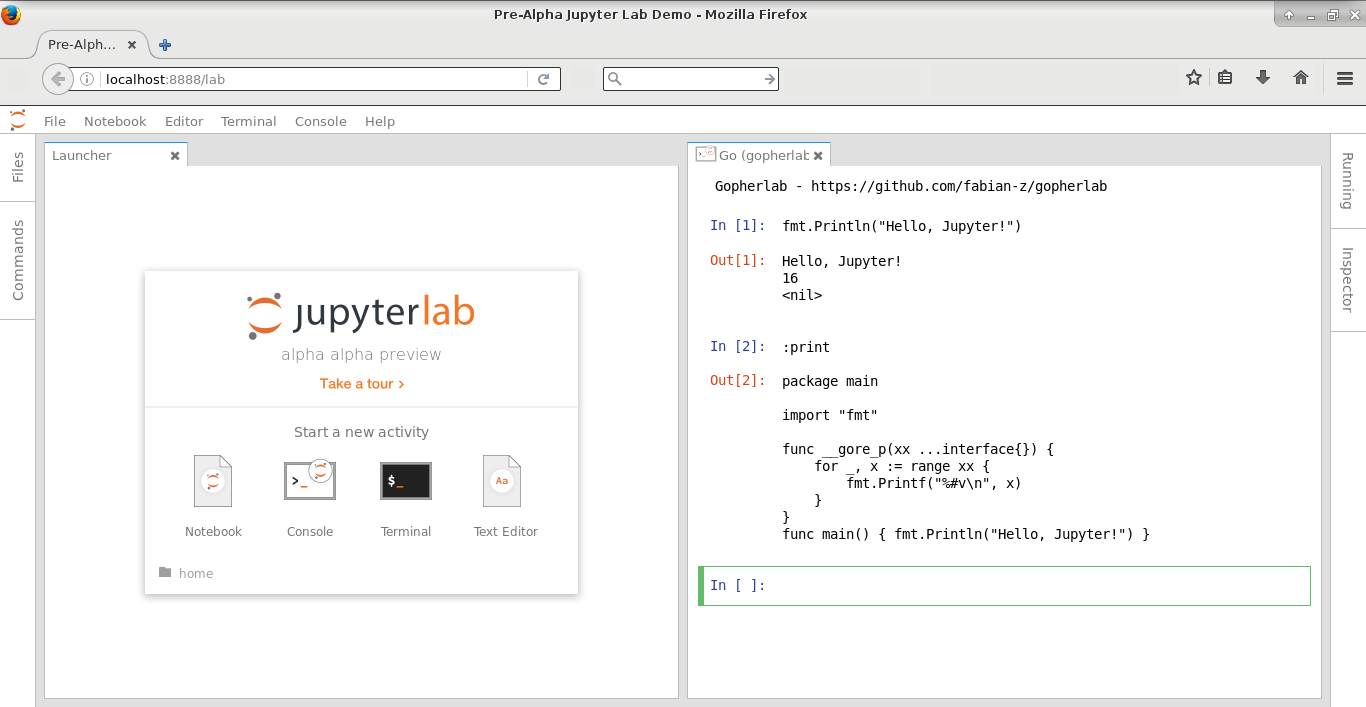 Pre-Alpha Jupyter Lab Demo - Mozilla Firefox
Pre-Alph...
localhost:8888/lab
File Notebook Editor Terminal Console Help
Files
Commands
Launcher
jupyterlab
alpha alpha preview
Take a tour ›
Start a new activity
>_ $_ Aa
Notebook Console Terminal Text Editor
home
Go (gopherlab
Gopherlab - https://github.com/fabian-z/gopherlab
In [1]: fmt.Println("Hello, Jupyter!")
Out[1]: Hello, Jupyter!
16
<nil>
In [2]: :print
Out[2]: package main
import "fmt"
func __gore_p(xx ...interface{}) {
    for _, x := range xx {
        fmt.Printf("%#v\n", x)
    }
}
func main() { fmt.Println("Hello, Jupyter!") }
In [ ]:
Running
Inspector